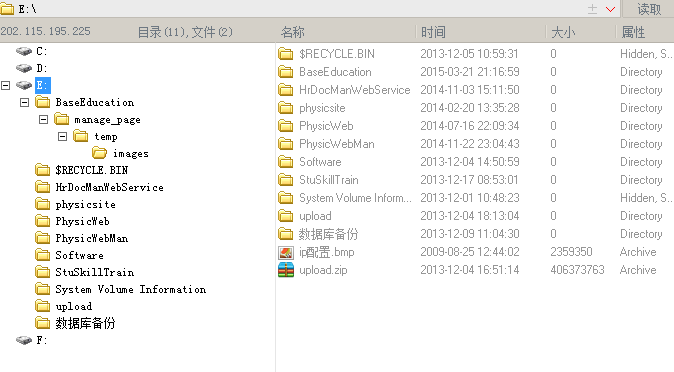 E:\ 读取
202.115.195.225 目录(11),文件(2) 名称 时间 大小 属性
C:
D:
E:
BaseEducation
manage_page
temp
images
$RECYCLE.BIN
HrDocManWebService
physicsite
PhysicWeb
PhysicWebMan
Software
StuSkillTrain
System Volume Information
upload
数据库备份
F:
$RECYCLE.BIN 2013-12-05 10:59:31 0 Hidden, S...
BaseEducation 2015-03-21 21:16:59 0 Directory
HrDocManWebService 2014-11-03 15:11:50 0 Directory
physicsite 2014-02-20 13:35:28 0 Directory
PhysicWeb 2014-07-16 22:09:34 0 Directory
PhysicWebMan 2014-11-22 23:04:43 0 Directory
Software 2013-12-04 14:50:59 0 Directory
StuSkillTrain 2013-12-17 08:53:01 0 Directory
System Volume Inform... 2013-12-01 10:48:23 0 Hidden, S...
upload 2013-12-04 18:13:04 0 Directory
数据库备份 2013-12-09 11:04:30 0 Directory
ip配置.bmp 2009-08-25 12:44:02 2359350 Archive
upload.zip 2013-12-04 16:51:14 406373763 Archive